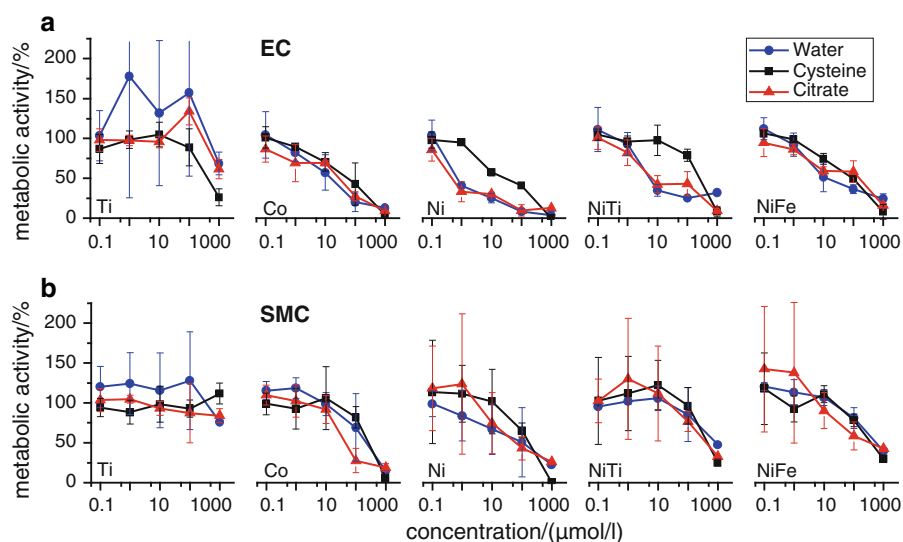 a
EC
metabolic activity/%
200
150
100
50
0
Ti
Co
Ni
NiTi
NiFe
0.1 10 1000
0.1 10 1000
0.1 10 1000
0.1 10 1000
0.1 10 1000
Water
Cysteine
Citrate
b
SMC
metabolic activity/%
200
150
100
50
0
Ti
Co
Ni
NiTi
NiFe
0.1 10 1000
0.1 10 1000
0.1 10 1000
0.1 10 1000
0.1 10 1000
concentration/(μmol/l)